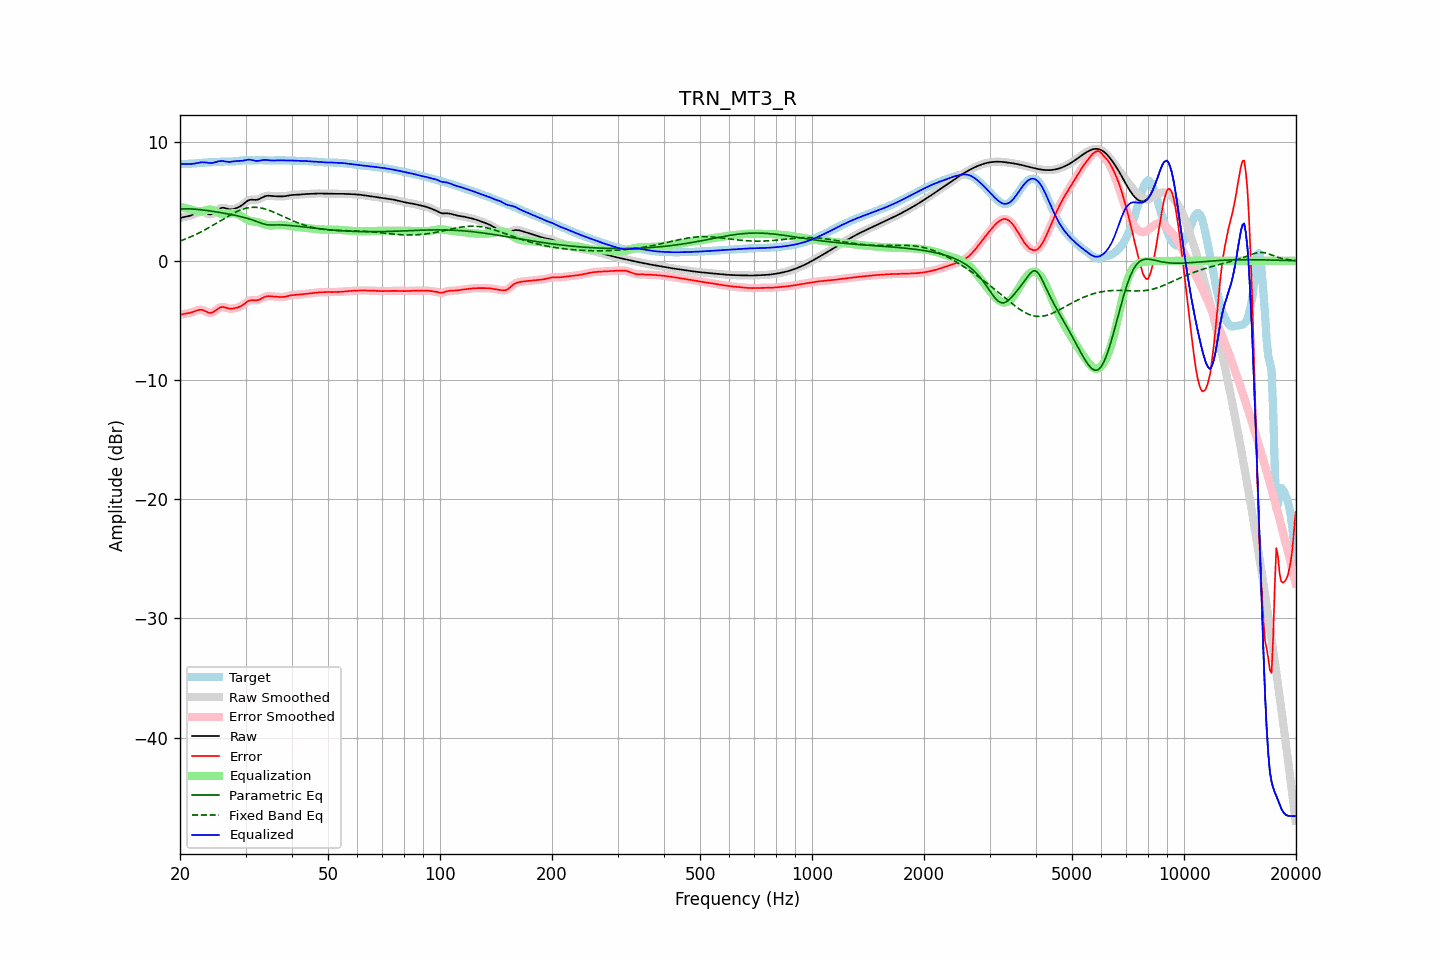 TRN_MT3_R
10
0
−10
−20
−30
−40
Amplitude (dBr)
Target
Raw Smoothed
Error Smoothed
Raw
Error
Equalization
Parametric Eq
Fixed Band Eq
Equalized
20 50 100 200 500 1000 2000 5000 10000 20000
Frequency (Hz)